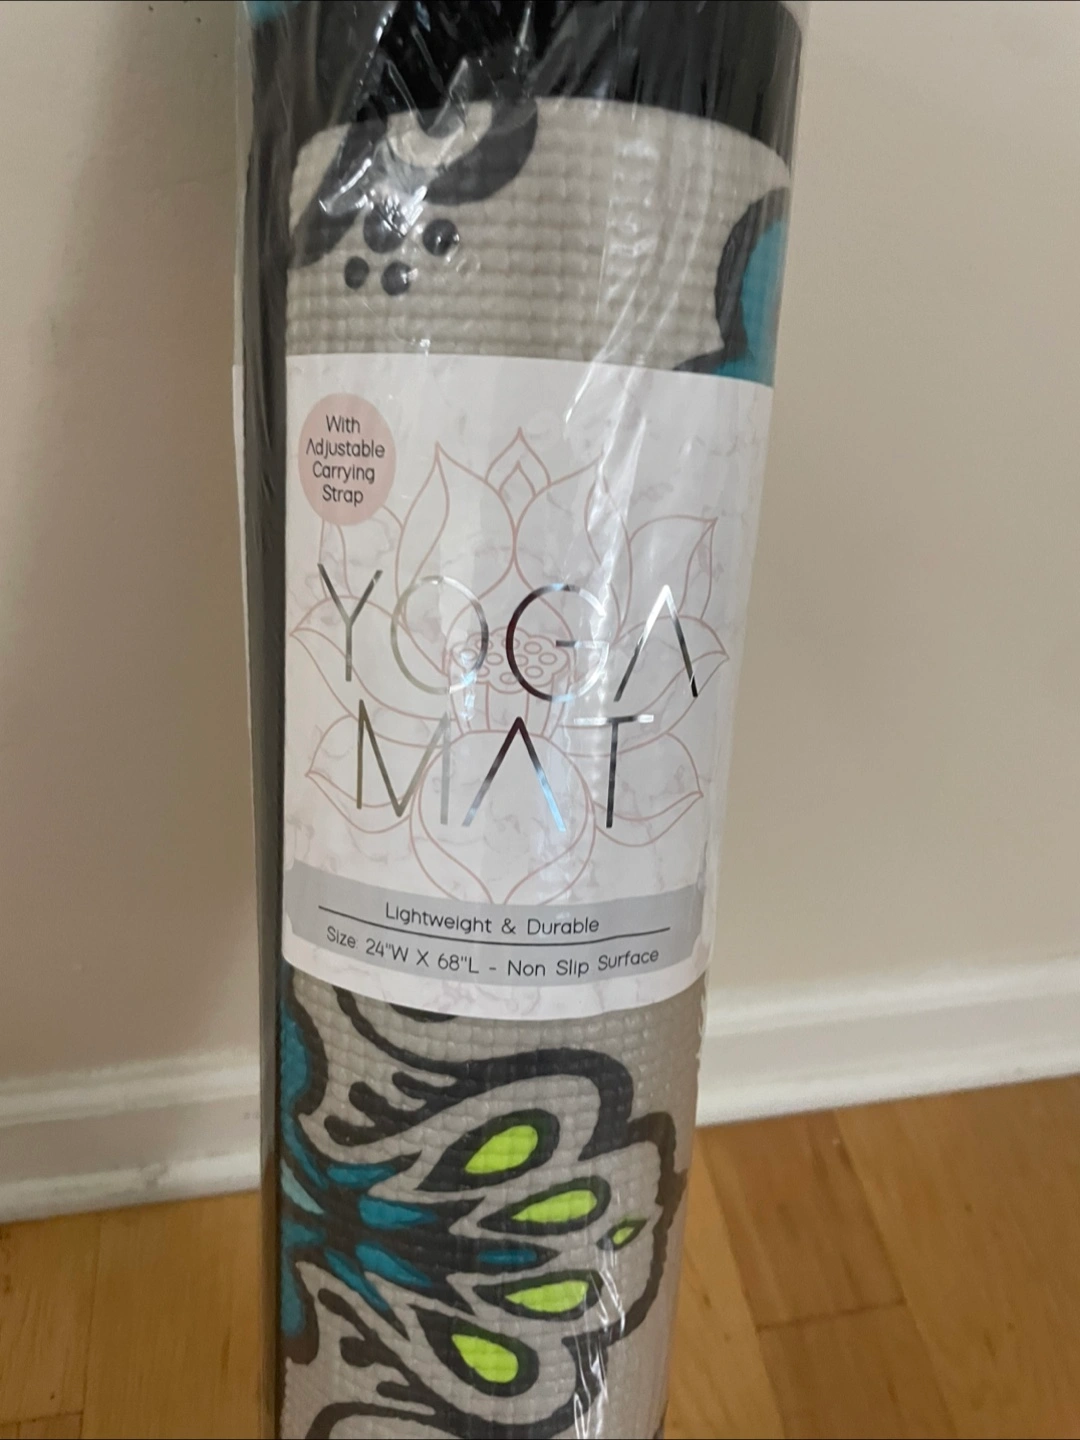 With
Adjustable
Carrying
Strap
YOGA
MAT
Lightweight & Durable
Size: 24"W X 68"L - Non Slip Surface